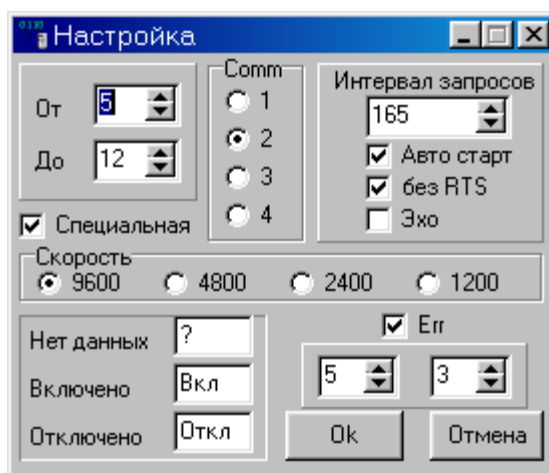 Настройка
От 5
До 12
Специальная
Comm
1
2
3
4
Интервал запросов
165
Авто старт
без RTS
Эхо
Скорость
9600 4800 2400 1200
Нет данных ?
Включено Вкл
Отключено Откл
Err
5 3
Ok Отмена